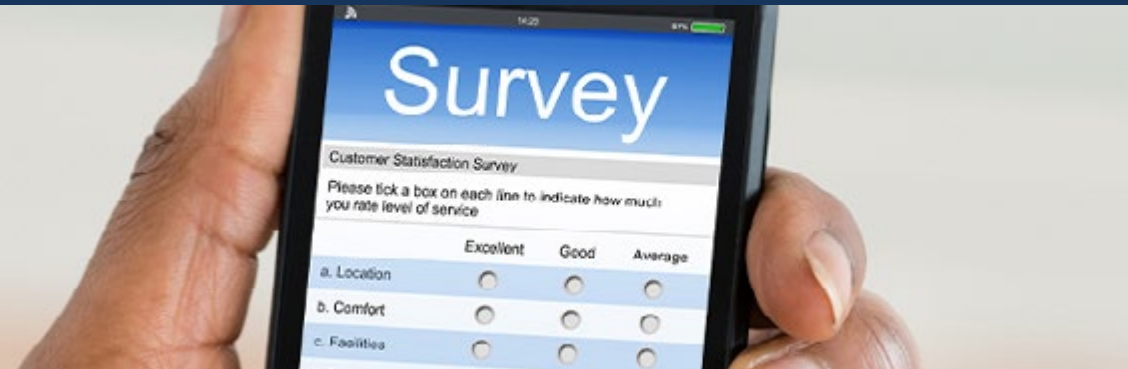 14:23
Survey
Customer Statisfaction Survey
Please tick a box on each line to indicate how much
you rate level of service
Excellent Good Average
a. Location
b. Comfort
c. Facilities